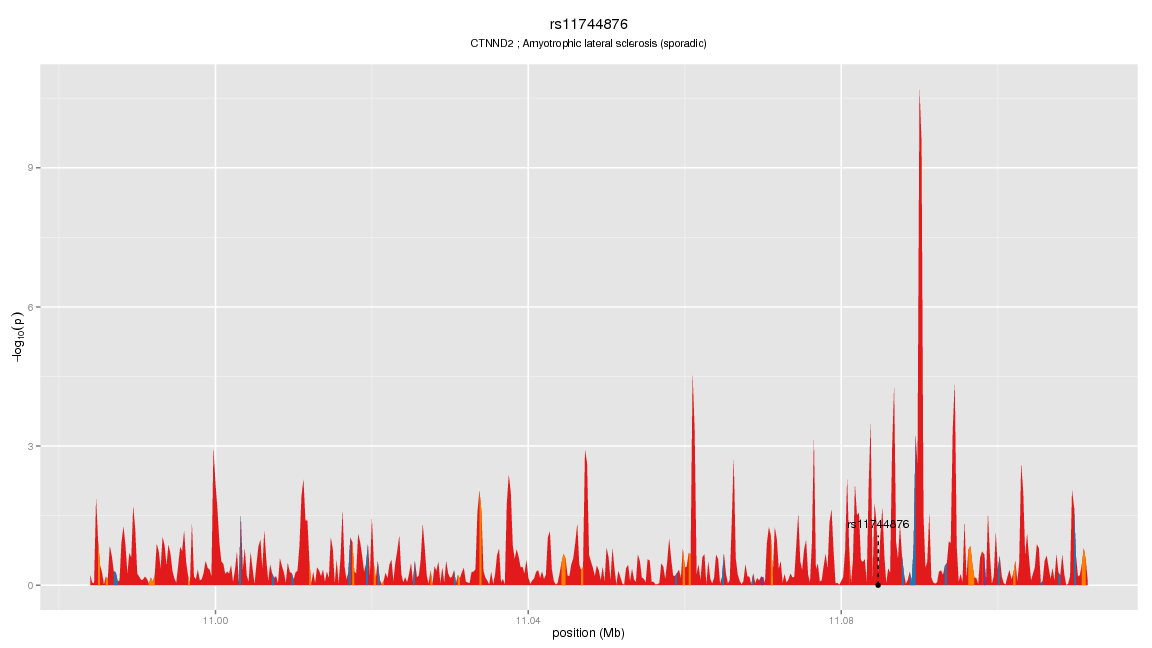 rs11744876
CTNND2 ; Amyotrophic lateral sclerosis (sporadic)
−log10(p)
9
6
3
0
rs11744876
11.00
11.04
11.08
position (Mb)